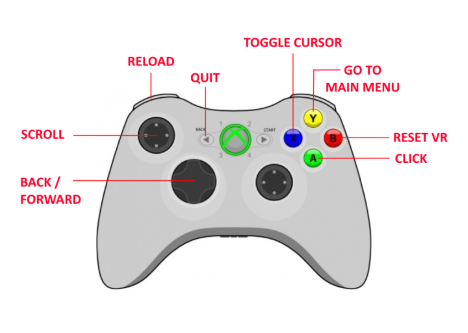 TOGGLE CURSOR
RELOAD
QUIT
GO TO
MAIN MENU
SCROLL
BACK
START
1 2
3 4
Y
X
B
A
RESET VR
CLICK
BACK /
FORWARD